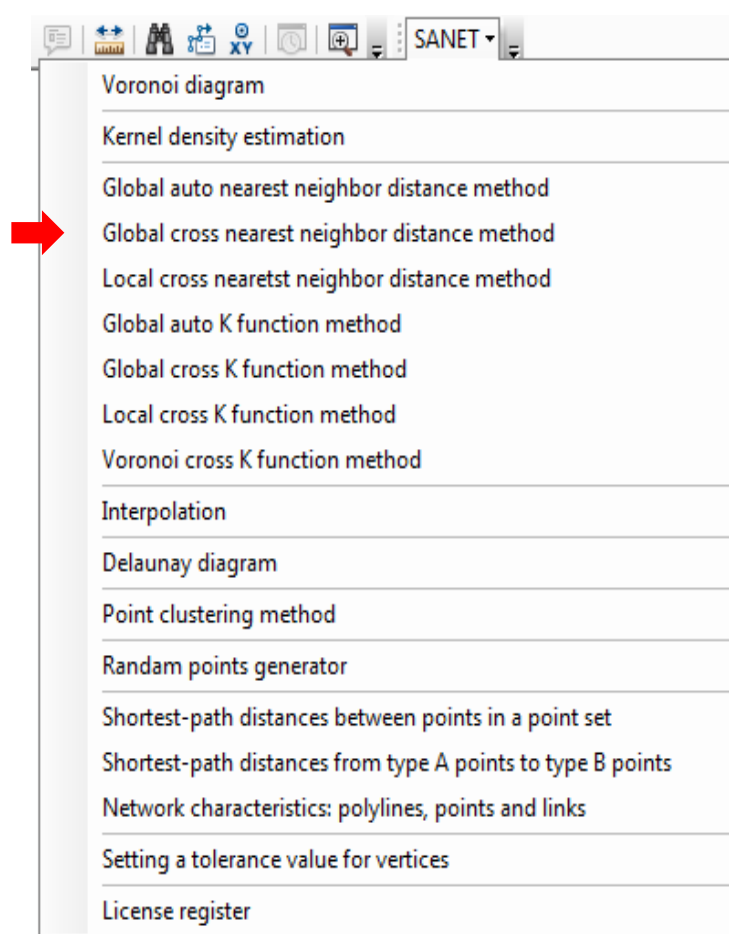 XY SANET
Voronoi diagram
Kernel density estimation
Global auto nearest neighbor distance method
Global cross nearest neighbor distance method
Local cross nearetst neighbor distance method
Global auto K function method
Global cross K function method
Local cross K function method
Voronoi cross K function method
Interpolation
Delaunay diagram
Point clustering method
Randam points generator
Shortest-path distances between points in a point set
Shortest-path distances from type A points to type B points
Network characteristics: polylines, points and links
Setting a tolerance value for vertices
License register